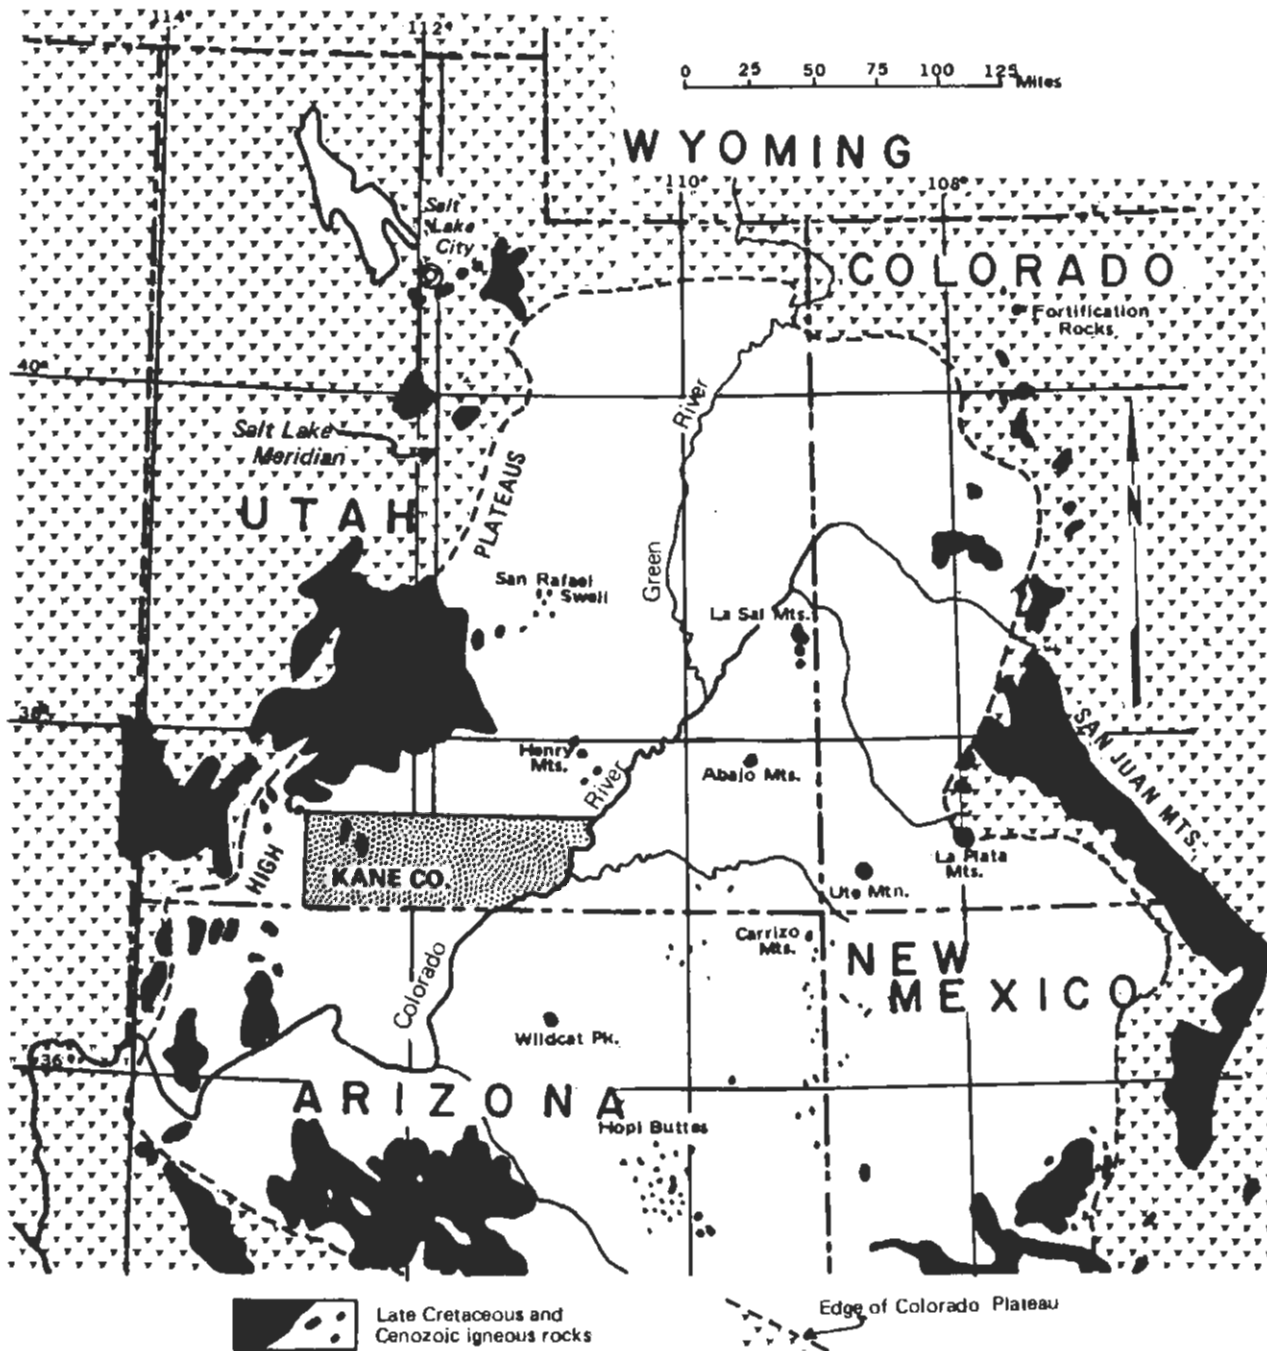 114°
112°
0 25 50 75 100 125 Miles
WYOMING
110°
108°
Salt
Lake
City
COLORADO
Fortification
Rocks
40°
River
Salt Lake
Meridian
PLATEAUS
UTAH
N
Green
San Rafael
Swell
La Sal Mts.
38°
SAN JUAN MTS.
Henry
Mts.
River
Abajo Mts.
HIGH
KANE CO.
La Plata
Mts.
Ute Mtn.
Carrizo
Mts.
NEW
MEXICO
Colorado
Wildcat Pk.
36°
ARIZONA
Hopi Buttes
Late Cretaceous and
Cenozoic igneous rocks
Edge of Colorado Plateau